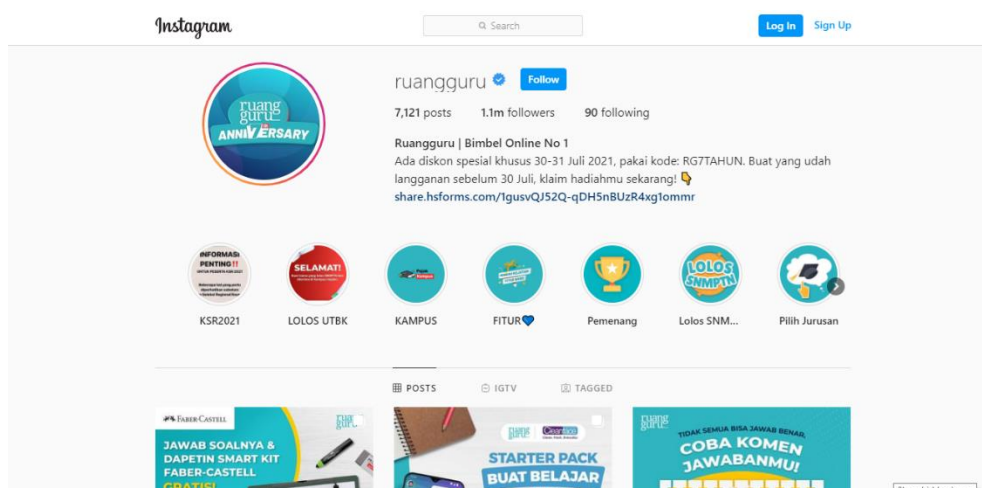 Instagram
Search
Log In
Sign Up
ruang
guru
ANNIVERSARY
ruangguru
Follow
7,121 posts 1.1m followers 90 following
Ruangguru | Bimbel Online No 1
Ada diskon spesial khusus 30-31 Juli 2021, pakai kode: RG7TAHUN. Buat yang udah
langganan sebelum 30 Juli, klaim hadiahmu sekarang! 👇
share.hsforms.com/1gusvQJ52Q-qDH5nBUzR4xg1ommr
INFORMASI
PENTING!!
SELAMAT!
LOLOS
SNMPTN
KSR2021
LOLOS UTBK
KAMPUS
FITUR💙
Pemenang
Lolos SNM...
Pilih Jurusan
POSTS
IGTV
TAGGED
FABER-CASTELL
ruang
guru
JAWAB SOALNYA &
DAPETIN SMART KIT
FABER-CASTELL
GRATIS!
ruang
guru
Cleanface
STARTER PACK
BUAT BELAJAR
ruang
guru
TIDAK SEMUA BISA JAWAB BENAR,
COBA KOMEN
JAWABANMU!